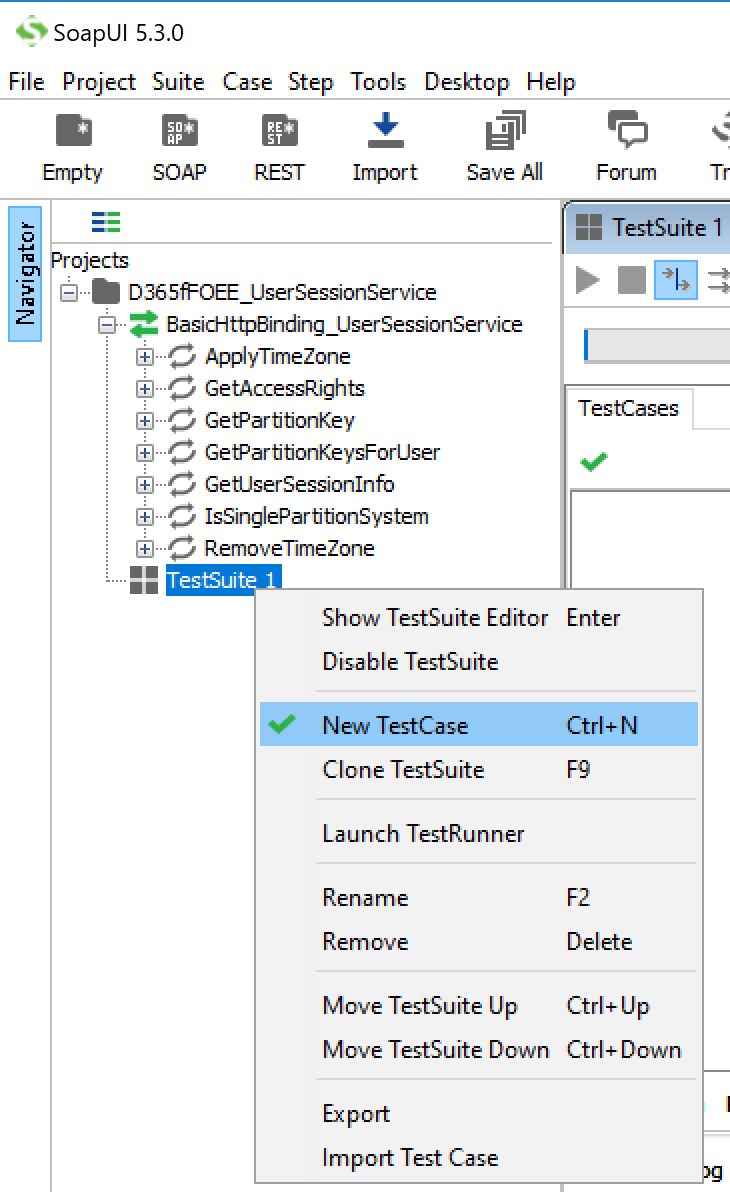 SoapUI 5.3.0
File Project Suite Case Step Tools Desktop Help
SOAP REST
Empty SOAP REST Import Save All Forum
Navigator
TestSuite 1
Projects
D365fFOEE_UserSessionService
BasicHttpBinding_UserSessionService
ApplyTimeZone
GetAccessRights
TestCases
GetPartitionKey
GetPartitionKeysForUser
GetUserSessionInfo
IsSinglePartitionSystem
RemoveTimeZone
TestSuite 1
Show TestSuite Editor Enter
Disable TestSuite
New TestCase Ctrl+N
Clone TestSuite F9
Launch TestRunner
Rename F2
Remove Delete
Move TestSuite Up Ctrl+Up
Move TestSuite Down Ctrl+Down
Export
Import Test Case